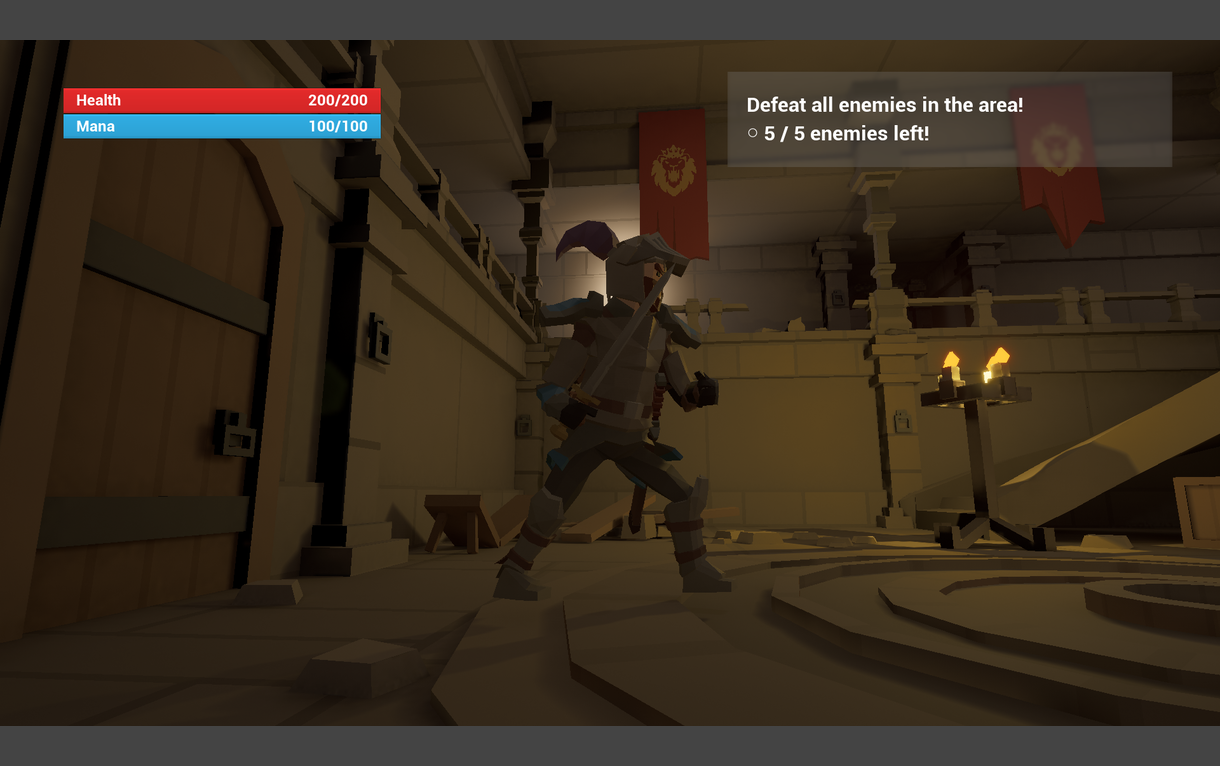 Health 200/200
Mana 100/100
Defeat all enemies in the area!
○ 5 / 5 enemies left!